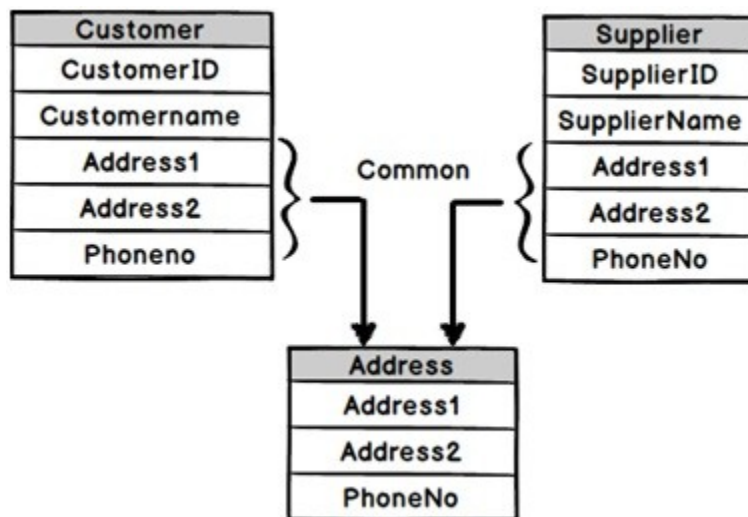 Customer
CustomerID
Customername
Address1
Address2
Phoneno
Common
Supplier
SupplierID
SupplierName
Address1
Address2
PhoneNo
Address
Address1
Address2
PhoneNo